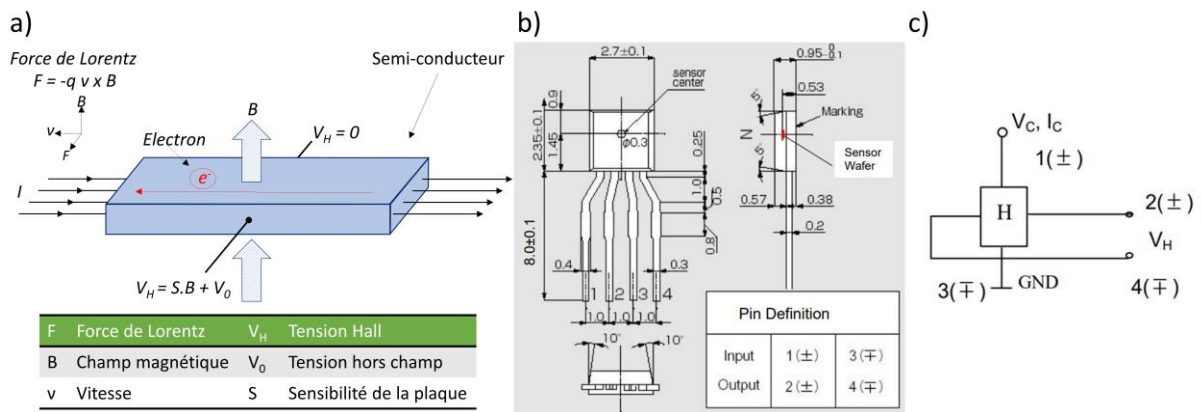 a)
Force de Lorentz
F = -q v x B
B
v
F
Semi-conducteur
B
V_H = 0
Electron
e-
I
V_H = S.B + V_0
F Force de Lorentz V_H Tension Hall
B Champ magnétique V_0 Tension hors champ
v Vitesse S Sensibilité de la plaque
b)
2.7±0.1
sensor
center
0.9
2.35±0.1
1.45
φ0.3
0.25
1.0
0.5
0.8
8.0±0.1
0.4
0.3
1 2 3 4
1.0 1.0 1.0
10°
10°
0.95 0 -0.1
0.53
5°
Marking
N
Sensor
Wafer
5°
0.57
0.38
0.2
Pin Definition
Input 1(±) 3(∓)
Output 2(±) 4(∓)
c)
V_C, I_C
1(±)
H
2(±)
V_H
3(∓)
GND
4(∓)